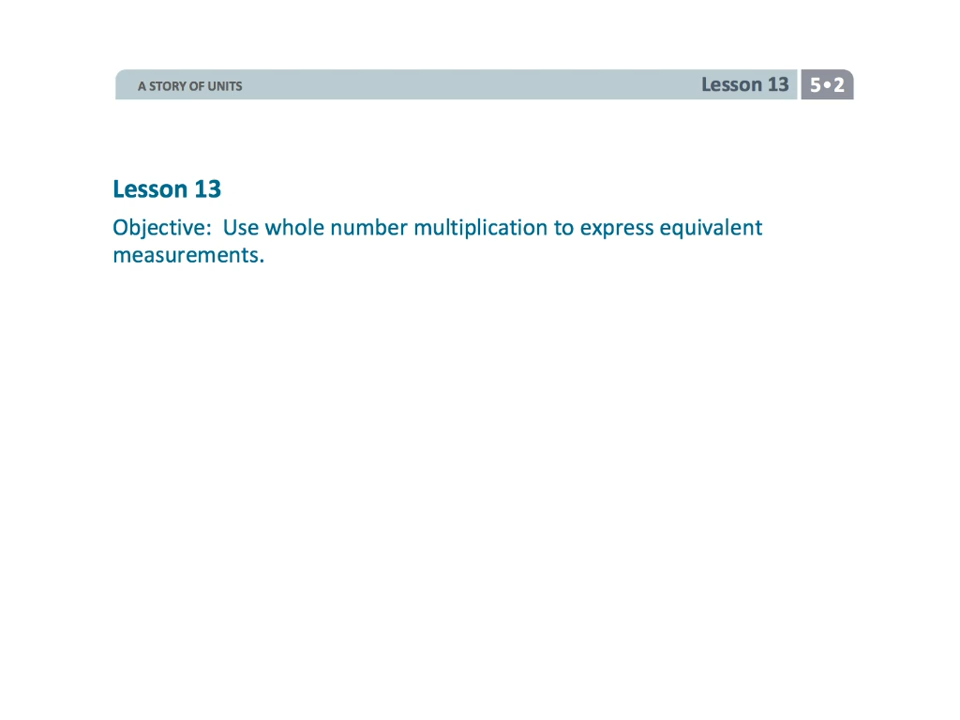 A STORY OF UNITS
Lesson 13 5•2
Lesson 13
Objective:  Use whole number multiplication to express equivalent
measurements.